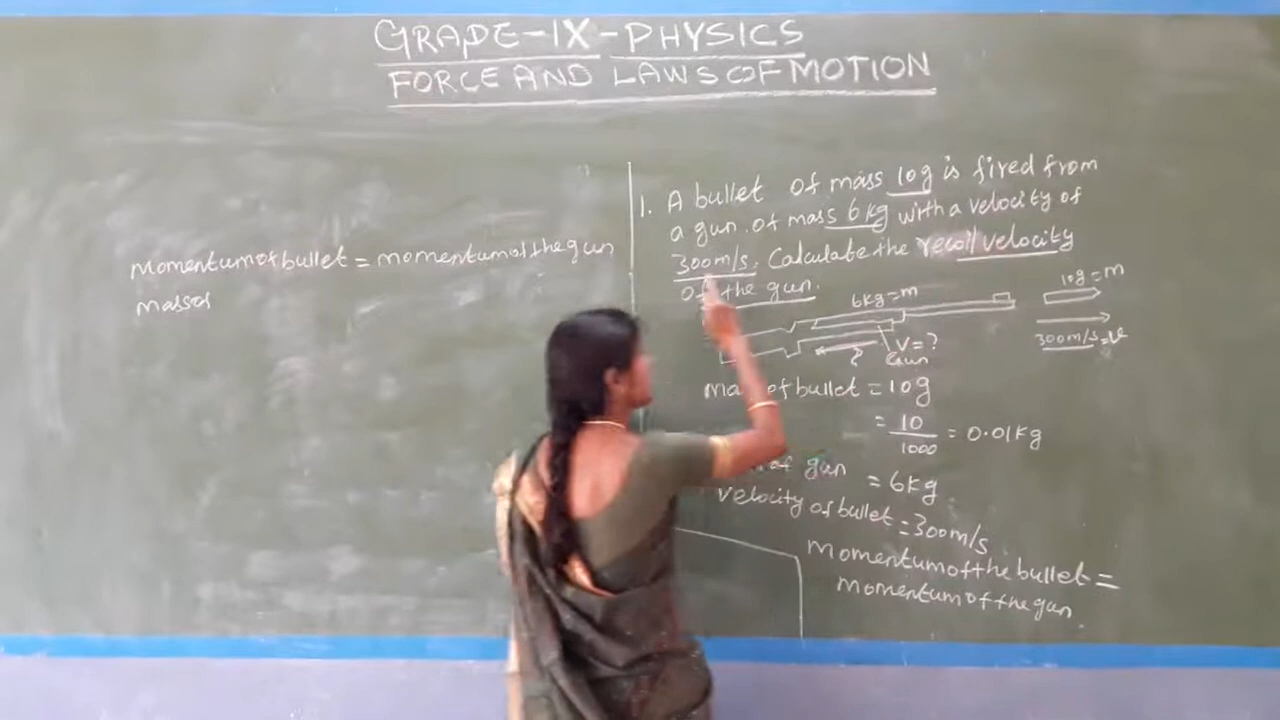 GRADE-IX-PHYSICS
FORCE AND LAWS OF MOTION
Momentum of bullet = momentum of the gun
mass of
1. A bullet of mass 10g is fired from
a gun of mass 6kg with a velocity of
300m/s. Calculate the recoil velocity
of the gun.
6kg = m
10g = m
300m/s = v
V = ?
?
Gun
of bullet = 10g
= 10
1000
= 0.01kg
of gun = 6kg
velocity of bullet = 300m/s
momentum of the bullet =
momentum of the gun.